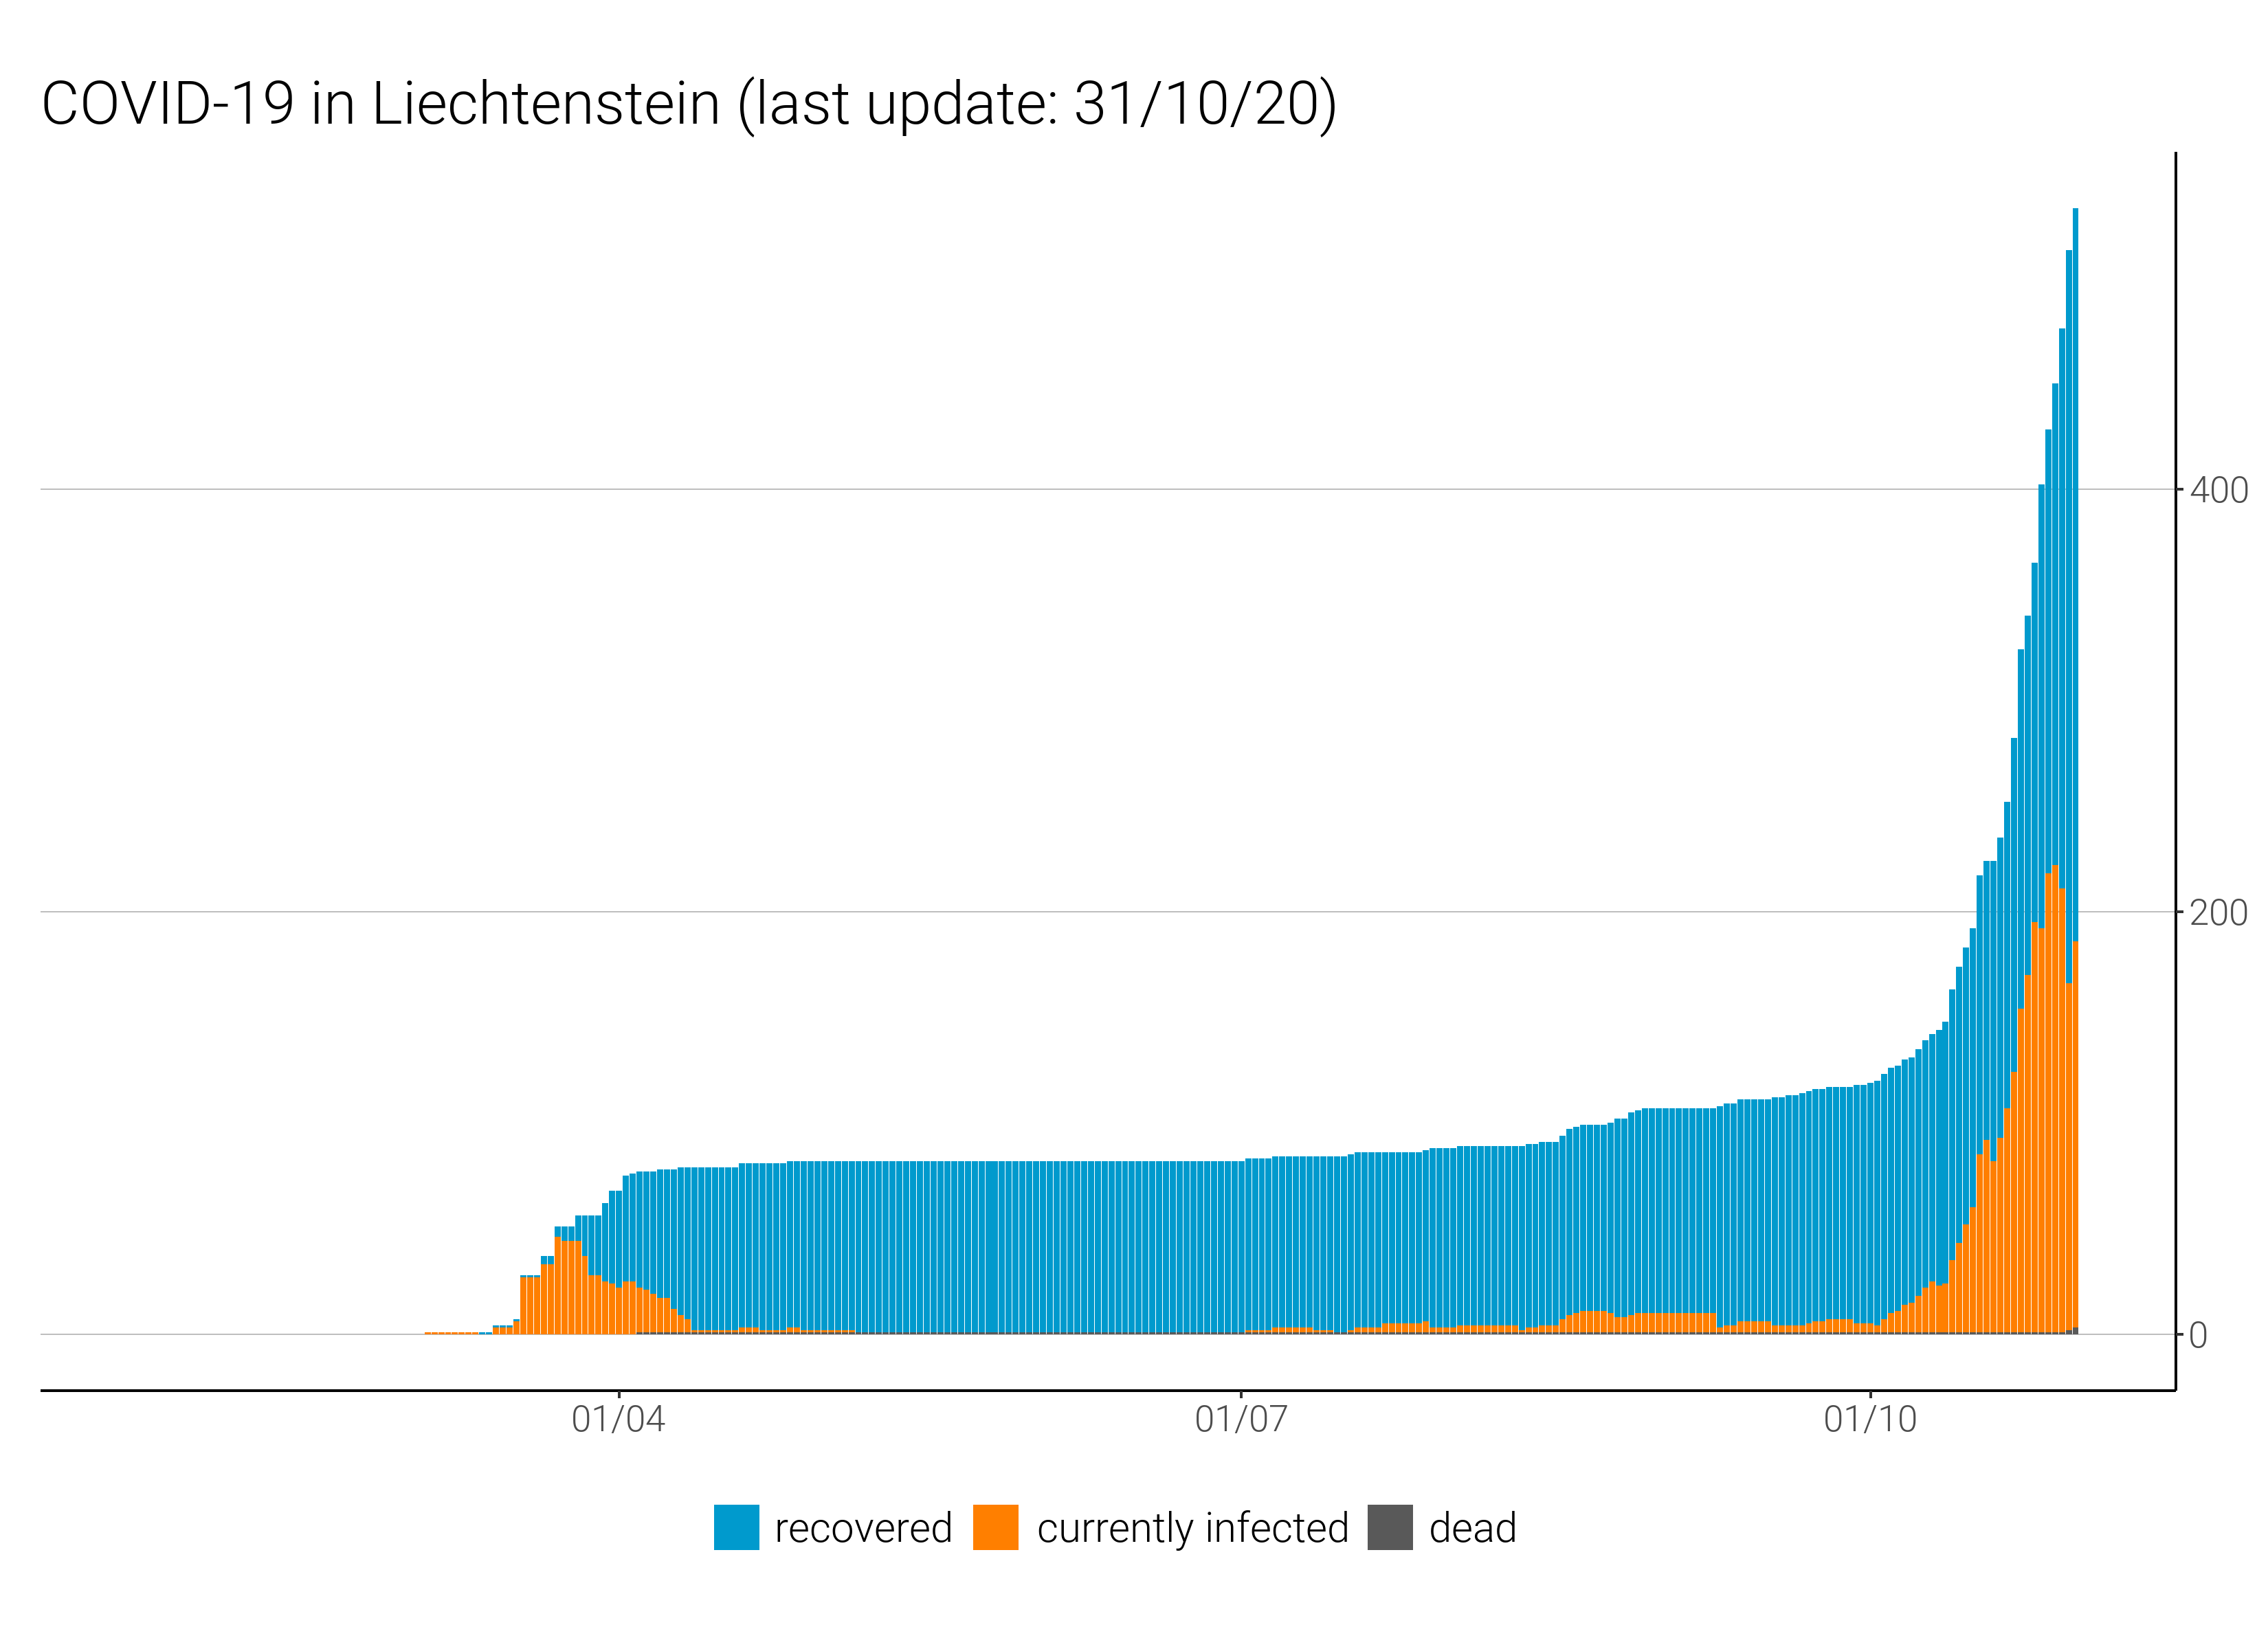 COVID-19 in Liechtenstein (last update: 31/10/20)
400
200
0
01/04 01/07 01/10
recovered currently infected dead